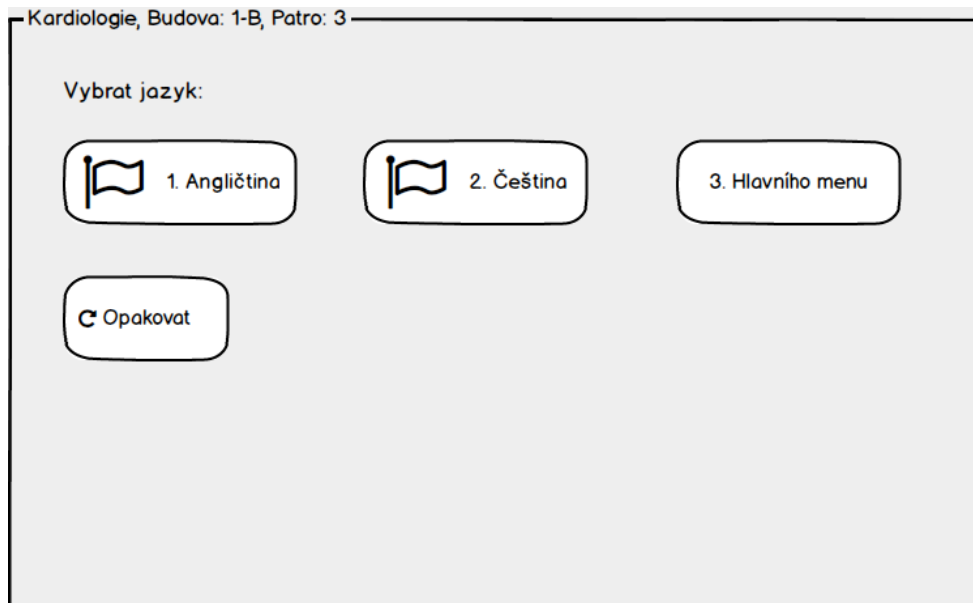 Kardiologie, Budova: 1-B, Patro: 3
Vybrat jazyk:
1. Angličtina
2. Čeština
3. Hlavního menu
Opakovat